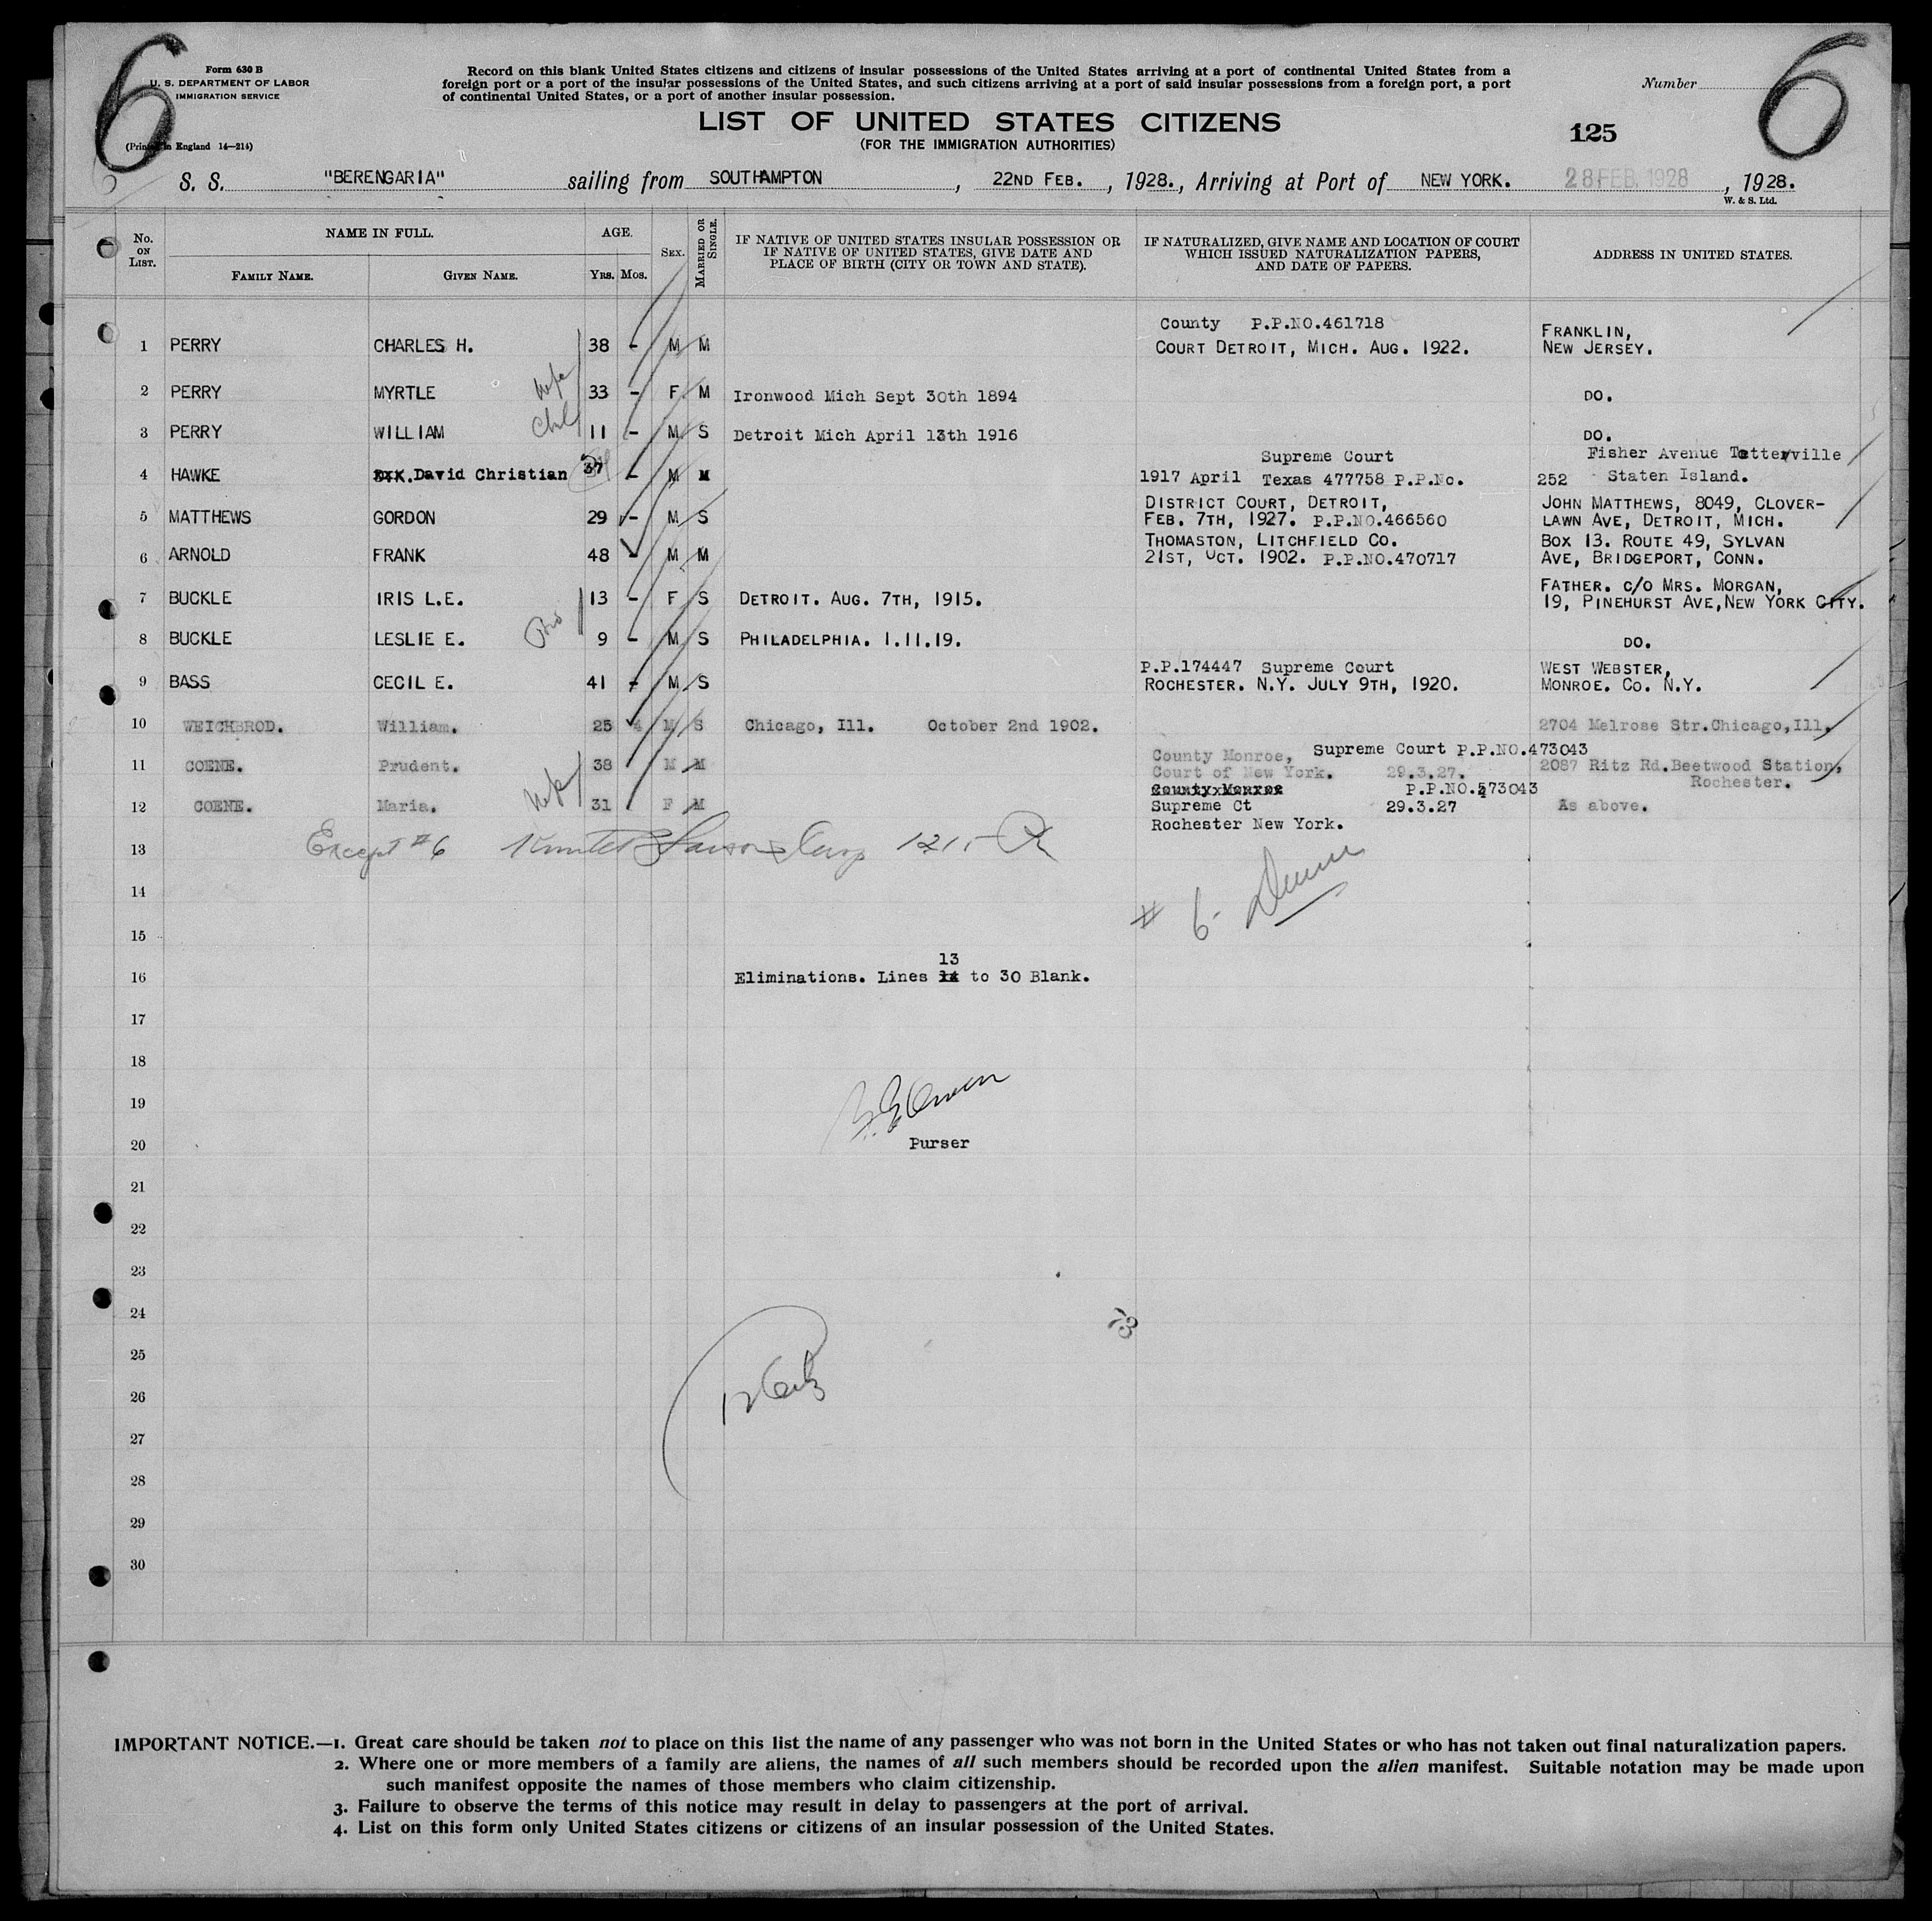 6
6
Form 630 B
U. S. DEPARTMENT OF LABOR
IMMIGRATION SERVICE
(Printed in England 14—214)
Record on this blank United States citizens and citizens of insular possessions of the United States arriving at a port of continental United States from a
foreign port or a port of the insular possessions of the United States, and such citizens arriving at a port of said insular possessions from a foreign port, a port
of continental United States, or a port of another insular possession.
Number
LIST OF UNITED STATES CITIZENS
(FOR THE IMMIGRATION AUTHORITIES)
125
S. S. "BERENGARIA" sailing from SOUTHAMPTON, 22ND FEB., 1928., Arriving at Port of NEW YORK. 28 FEB. 1928, 1928.
W. & S. Ltd.
No. ON LIST.
NAME IN FULL.
FAMILY NAME. GIVEN NAME.
AGE.
YRS. MOS.
SEX.
MARRIED OR SINGLE.
IF NATIVE OF UNITED STATES INSULAR POSSESSION OR
IF NATIVE OF UNITED STATES, GIVE DATE AND
PLACE OF BIRTH (CITY OR TOWN AND STATE).
IF NATURALIZED, GIVE NAME AND LOCATION OF COURT
WHICH ISSUED NATURALIZATION PAPERS,
AND DATE OF PAPERS.
ADDRESS IN UNITED STATES.
County P.P.NO.461718 FRANKLIN,
1 PERRY CHARLES H. 38 - M M COURT DETROIT, MICH. AUG. 1922. NEW JERSEY.
2 PERRY MYRTLE wife 33 - F M Ironwood Mich Sept 30th 1894 DO.
3 PERRY WILLIAM Chil 11 - M S Detroit Mich April 13th 1916 DO.
Supreme Court Fisher Avenue Totterville
4 HAWKE David Christian 37 - M M 1917 April Texas 477758 P.P.No. 252 Staten Island.
DISTRICT COURT, DETROIT, JOHN MATTHEWS, 8049, CLOVER-
5 MATTHEWS GORDON 29 - M S FEB. 7TH, 1927. P.P.NO.466560 LAWN AVE, DETROIT, MICH.
THOMASTON, LITCHFIELD CO. BOX 13. ROUTE 49, SYLVAN
6 ARNOLD FRANK 48 - M M 21ST, OCT. 1902. P.P.NO.470717 AVE, BRIDGEPORT, CONN.
FATHER. C/O MRS. MORGAN,
7 BUCKLE IRIS L.E. 13 - F S DETROIT. AUG. 7TH, 1915. 19, PINEHURST AVE, NEW YORK CITY.
8 BUCKLE LESLIE E. Bro 9 - M S PHILADELPHIA. 1.11.19. DO.
P.P.174447 Supreme Court WEST WEBSTER,
9 BASS CECIL E. 41 - M S ROCHESTER. N.Y. JULY 9TH, 1920. MONROE. CO. N.Y.
10 WEICHBROD. William. 25 4 M S Chicago, Ill. October 2nd 1902. 2704 Melrose Str.Chicago,Ill.
County Monroe, Supreme Court P.P.NO.473043
11 COENE. Prudent. 38 M M Court of New York. 29.3.27. 2087 Ritz Rd.Beetwood Station,
Rochester.
County Monroe P.P.NO.473043
12 COENE. Maria. wife 31 F M Supreme Ct 29.3.27 As above.
Rochester New York.
13 Except #6
14
# 6-
15
13
16 Eliminations. Lines 14 to 30 Blank.
17
18
19
20 Purser
21
22
23
24
25
26
27
28
29
30
IMPORTANT NOTICE.—1. Great care should be taken not to place on this list the name of any passenger who was not born in the United States or who has not taken out final naturalization papers.
2. Where one or more members of a family are aliens, the names of all such members should be recorded upon the alien manifest. Suitable notation may be made upon
such manifest opposite the names of those members who claim citizenship.
3. Failure to observe the terms of this notice may result in delay to passengers at the port of arrival.
4. List on this form only United States citizens or citizens of an insular possession of the United States.